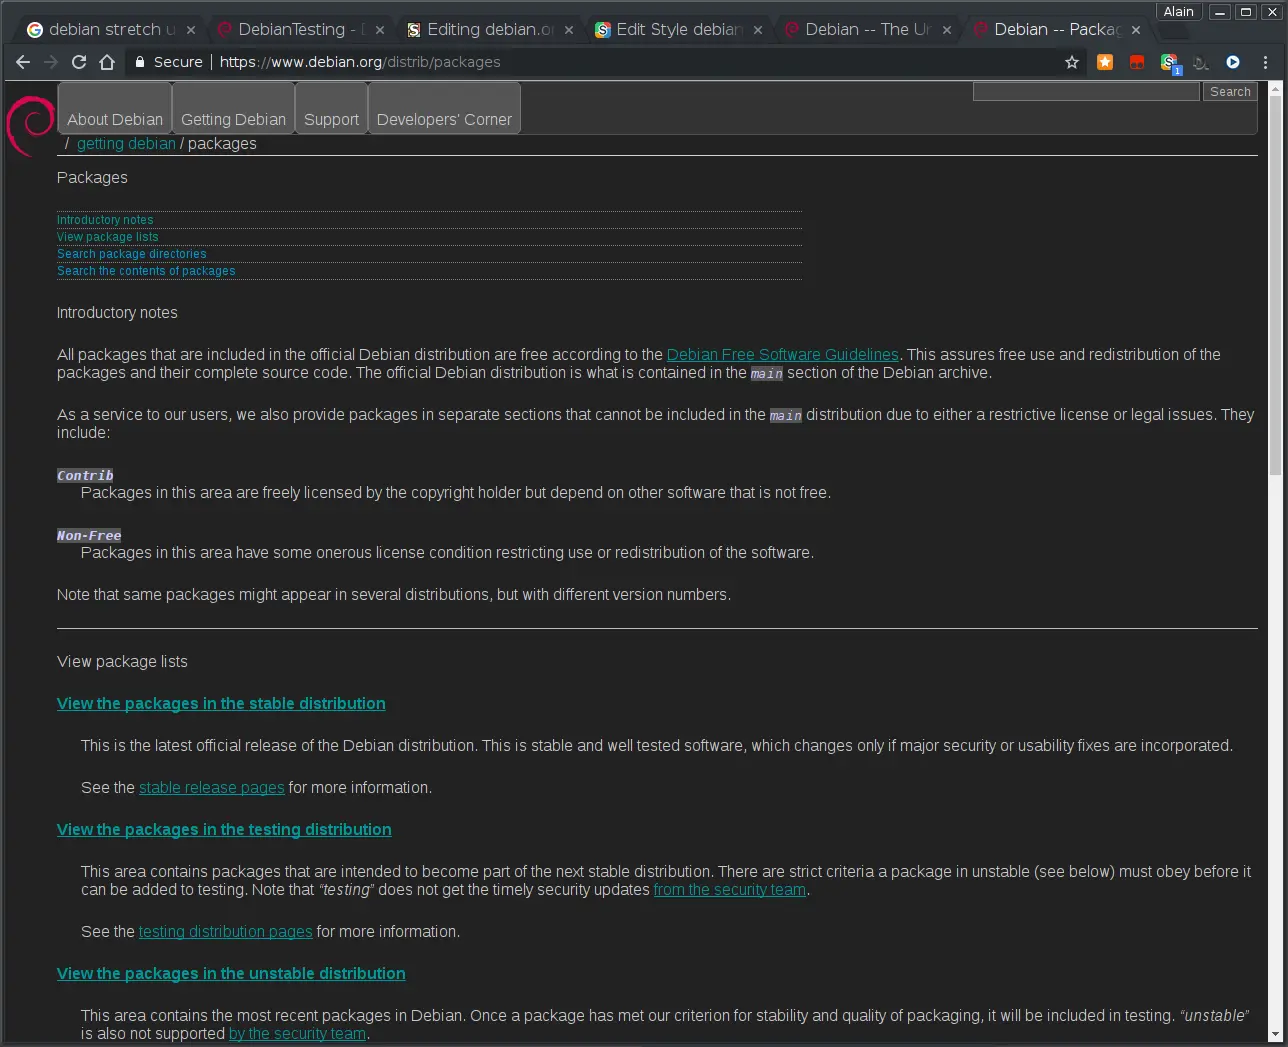 Alain
debian stretch u
DebianTesting - D
Editing debian.o
Edit Style debian
Debian -- The Un
Debian -- Packag
Secure | https://www.debian.org/distrib/packages
1
About Debian
Getting Debian
Support
Developers' Corner
Search
/ getting debian / packages
Packages
Introductory notes
View package lists
Search package directories
Search the contents of packages
Introductory notes
All packages that are included in the official Debian distribution are free according to the Debian Free Software Guidelines. This assures free use and redistribution of the
packages and their complete source code. The official Debian distribution is what is contained in the main section of the Debian archive.
As a service to our users, we also provide packages in separate sections that cannot be included in the main distribution due to either a restrictive license or legal issues. They
include:
Contrib
Packages in this area are freely licensed by the copyright holder but depend on other software that is not free.
Non-Free
Packages in this area have some onerous license condition restricting use or redistribution of the software.
Note that same packages might appear in several distributions, but with different version numbers.
View package lists
View the packages in the stable distribution
This is the latest official release of the Debian distribution. This is stable and well tested software, which changes only if major security or usability fixes are incorporated.
See the stable release pages for more information.
View the packages in the testing distribution
This area contains packages that are intended to become part of the next stable distribution. There are strict criteria a package in unstable (see below) must obey before it
can be added to testing. Note that “testing” does not get the timely security updates from the security team.
See the testing distribution pages for more information.
View the packages in the unstable distribution
This area contains the most recent packages in Debian. Once a package has met our criterion for stability and quality of packaging, it will be included in testing. “unstable”
is also not supported by the security team.